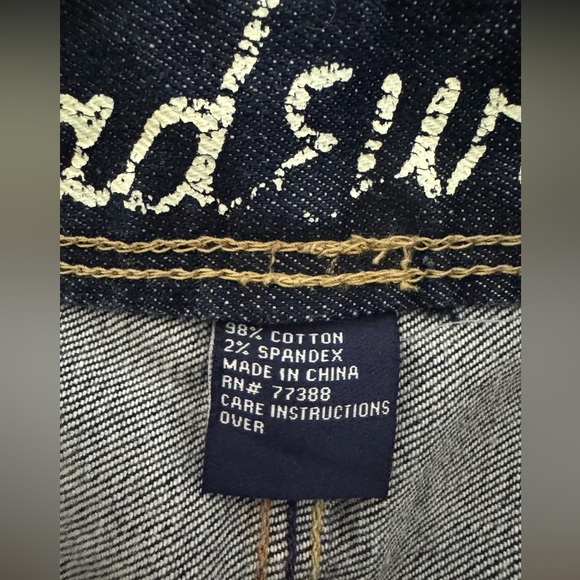 98% COTTON
2% SPANDEX
MADE IN CHINA
RN# 77388
CARE INSTRUCTIONS
OVER